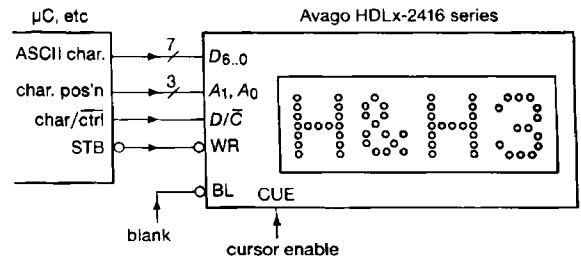 µC, etc
Avago HDLx-2416 series
ASCII char.
7
D6..0
char. pos'n
3
A1, A0
char/ctrl
D/C
STB
WR
BL
CUE
blank
cursor enable
H&H3